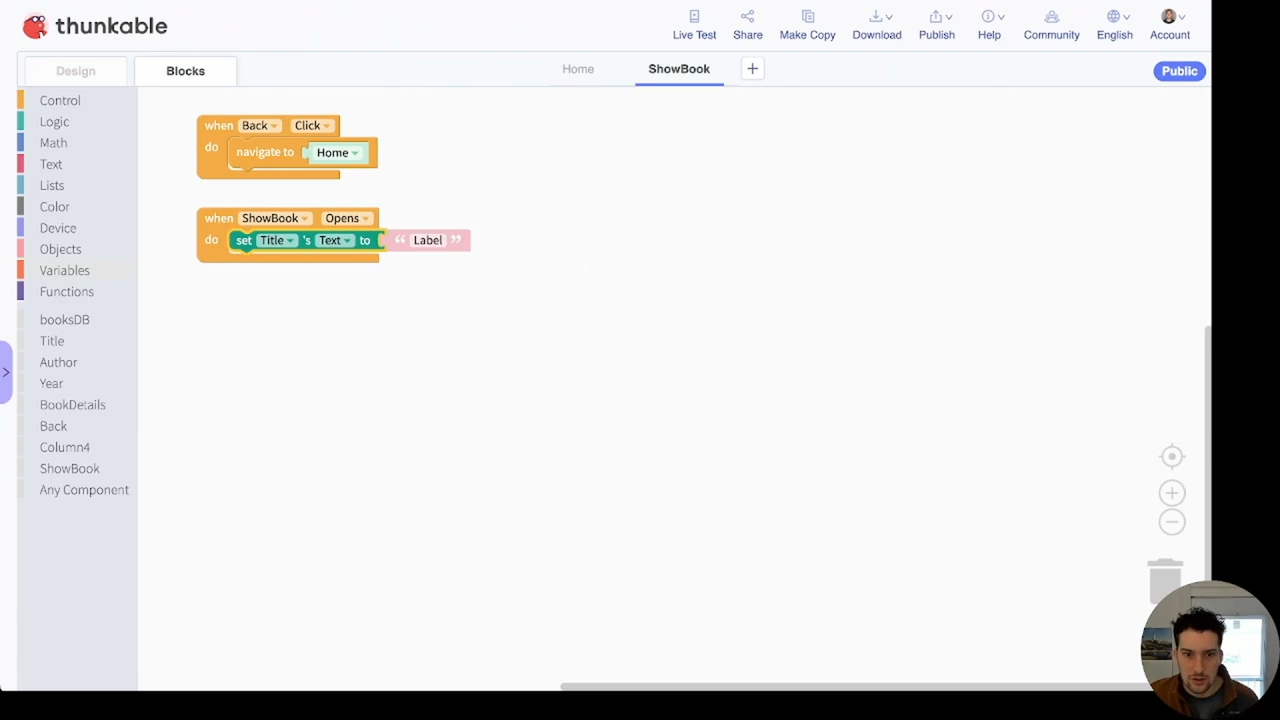 thunkable
Live Test
Share
Make Copy
Download
Publish
Help
Community
English
Account
Design
Blocks
Home
ShowBook
+
Public
Control
Logic
Math
Text
Lists
Color
Device
Objects
Variables
Functions
booksDB
Title
Author
Year
BookDetails
Back
Column4
ShowBook
Any Component
when Back Click
do navigate to Home
when ShowBook Opens
do set Title 's Text to “ Label ”